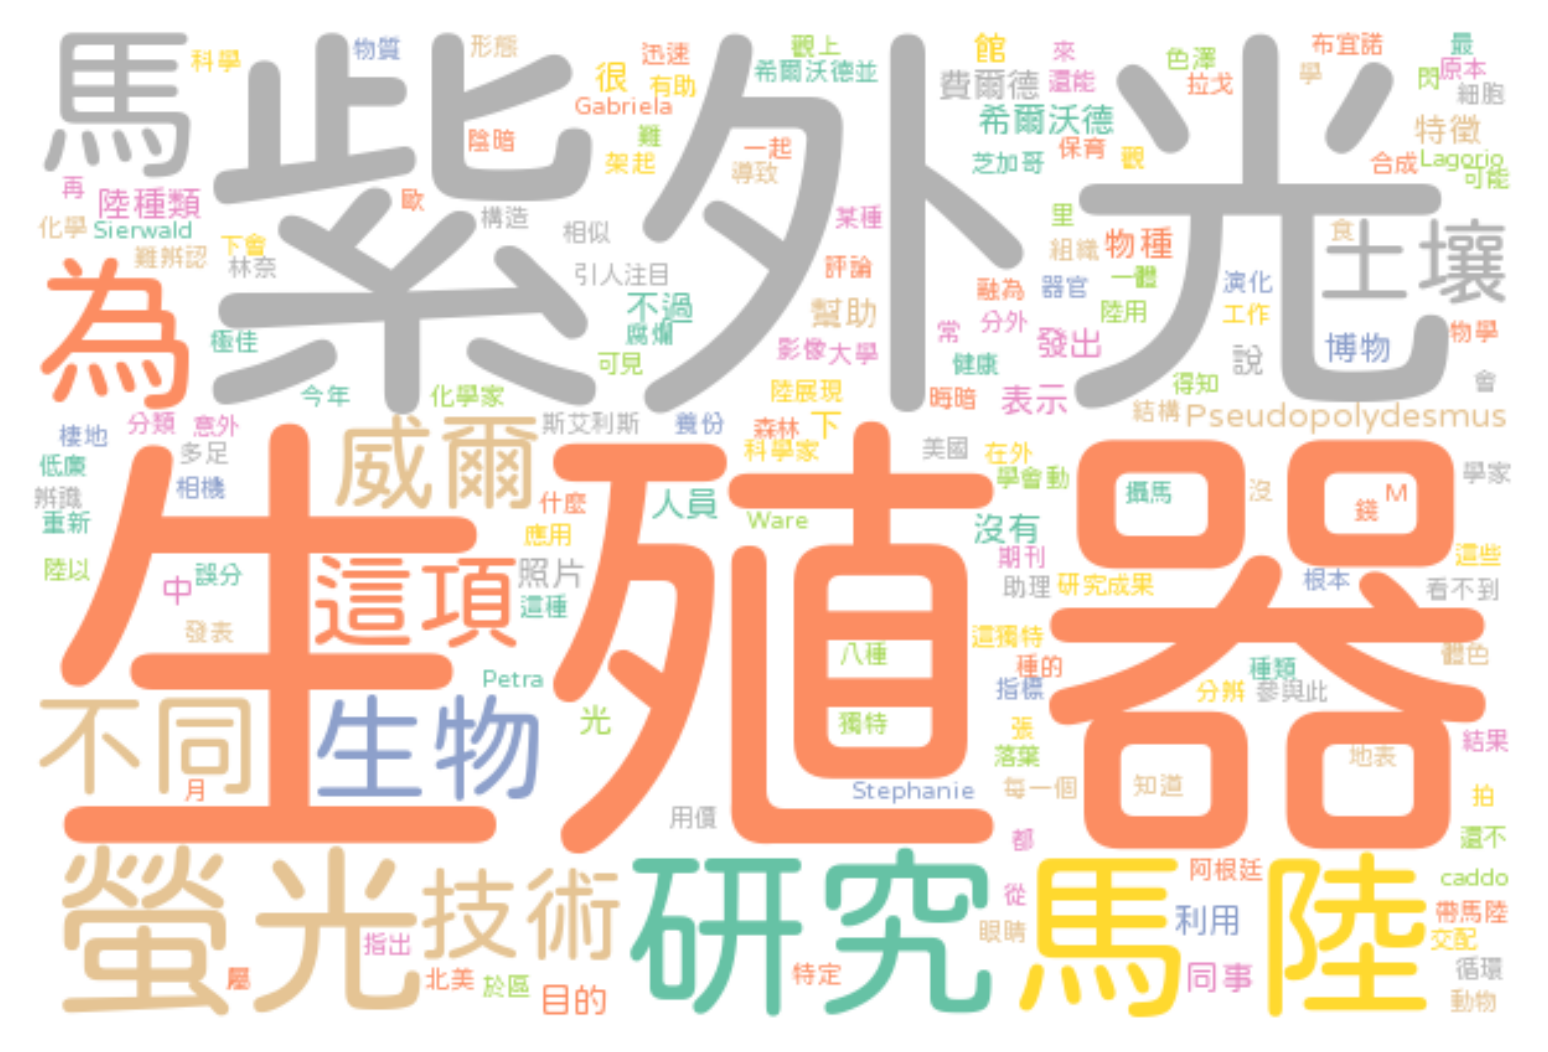 馬
紫外光
科學
物質
形態
迅速
很
有助
Gabriela
觀上
希爾沃德並
館
來
還能
費爾德
希爾沃德
色澤
拉戈
學
布宜諾
最
閃
原本
細胞
特徵
陰暗
難
架起
一起
導致
芝加哥
保育
觀
合成
Lagorio
可能
再
陸種類
化學
Sierwald
難辨認
下會
林奈
歐
構造
相似
引人注目
某種
評論
里
組織
物種
食
土壤
為
極佳
不過
腐爛
幫助
融為
器官
一體
陸用
演化
工作
常
分外
發出
影像
大學
可見
健康
說
博物
物學
今年
化學家
陸展現
晦暗
表示
得知
會
結構
Pseudopolydesmus
棲地
分類
意外
威爾
斯艾利斯
養份
森林
下
科學家
美國
在外
學會動
低廉
多足
辨識
相機
重新
生殖器
什麼
人員
Ware
應用
沒有
攝馬
沒
M
錢
學家
陸以
中
誤分
這項
照片
這種
期刊
助理
研究成果
根本
這些
看不到
發表
八種
這獨特
種的
體色
種類
指標
分辨
參與此
Petra
不同
生物
光
獨特
張
落葉
結果
地表
月
Stephanie
每一個
知道
拍
用價
都
還不
螢光
技術
研究
馬陸
阿根廷
caddo
從
利用
帶馬陸
眼睛
交配
指出
屬
北美
於區
目的
特定
同事
循環
動物